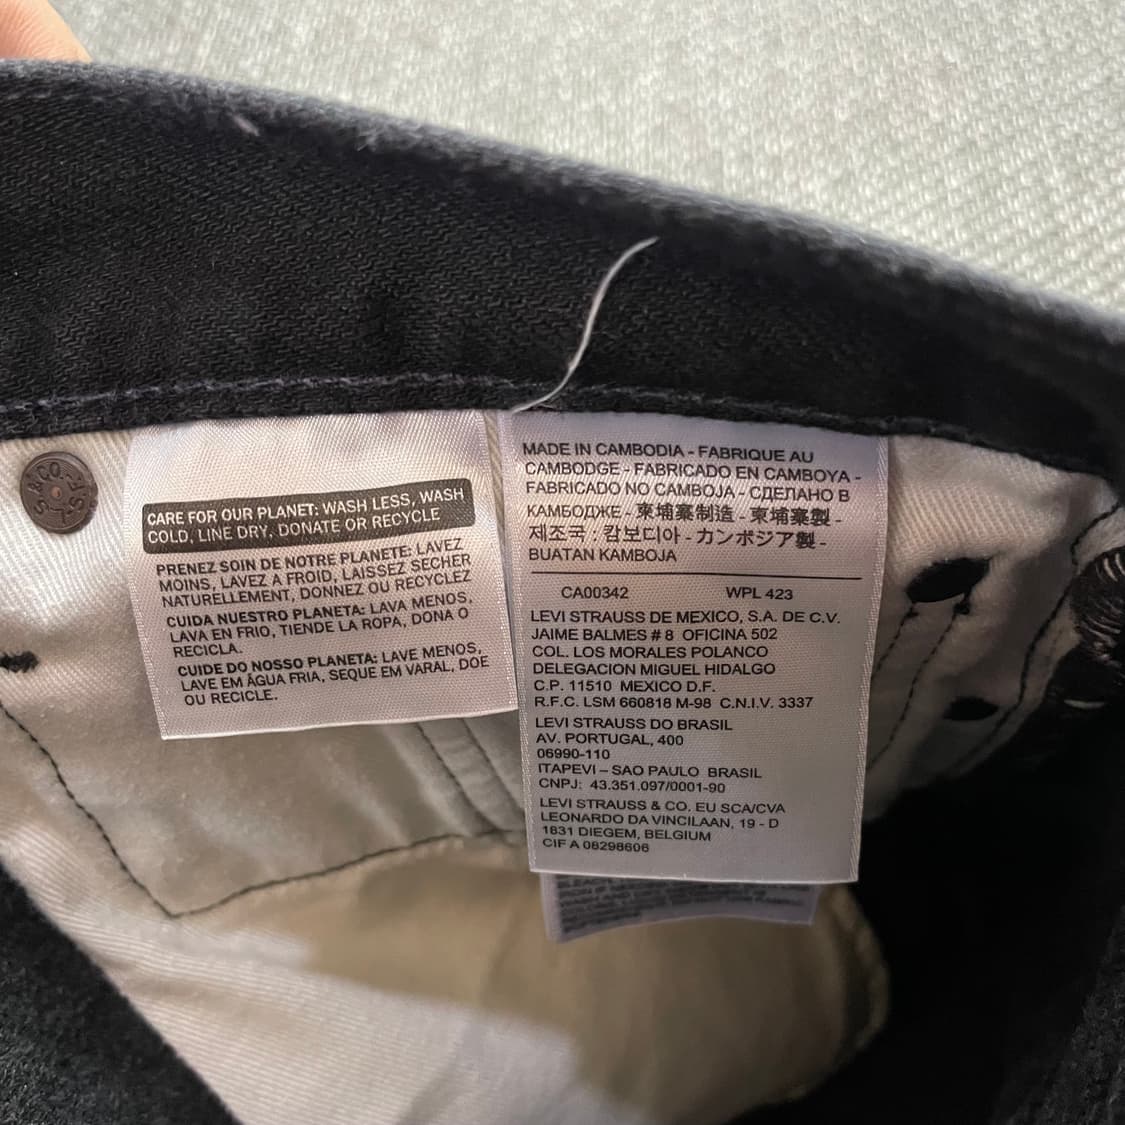 CARE FOR OUR PLANET: WASH LESS, WASH
COLD, LINE DRY, DONATE OR RECYCLE
PRENEZ SOIN DE NOTRE PLANETE: LAVEZ
MOINS, LAVEZ A FROID, LAISSEZ SECHER
NATURELLEMENT, DONNEZ OU RECYCLEZ
CUIDA NUESTRO PLANETA: LAVA MENOS,
LAVA EN FRIO, TIENDE LA ROPA, DONA O
RECICLA.
CUIDE DO NOSSO PLANETA: LAVE MENOS,
LAVE EM ÁGUA FRIA, SEQUE EM VARAL, DOE
OU RECICLE.
MADE IN CAMBODIA - FABRIQUE AU
CAMBODGE - FABRICADO EN CAMBOYA -
FABRICADO NO CAMBOJA - СДЕЛАНО В
КАМБОДЖЕ - 柬埔寨制造 - 柬埔寨製 -
제조국 : 캄보디아 - カンボジア製 -
BUATAN KAMBOJA
CA00342 WPL 423
LEVI STRAUSS DE MEXICO, S.A. DE C.V.
JAIME BALMES # 8 OFICINA 502
COL. LOS MORALES POLANCO
DELEGACION MIGUEL HIDALGO
C.P. 11510 MEXICO D.F.
R.F.C. LSM 660818 M-98 C.N.I.V. 3337
LEVI STRAUSS DO BRASIL
AV. PORTUGAL, 400
06990-110
ITAPEVI – SAO PAULO BRASIL
CNPJ: 43.351.097/0001-90
LEVI STRAUSS & CO. EU SCA/CVA
LEONARDO DA VINCILAAN, 19 - D
1831 DIEGEM, BELGIUM
CIF A 08298606